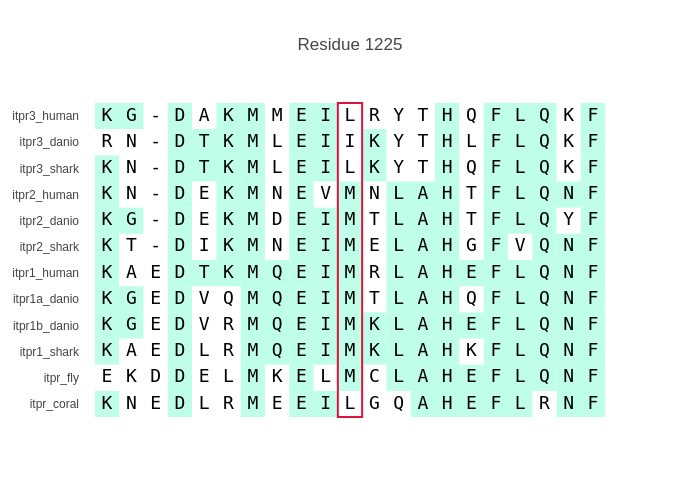 Residue 1225
itpr3_human K G - D A K M M E I L R Y T H Q F L Q K F
itpr3_danio R N - D T K M L E I I K Y T H L F L Q K F
itpr3_shark K N - D T K M L E I L K Y T H Q F L Q K F
itpr2_human K N - D E K M N E V M N L A H T F L Q N F
itpr2_danio K G - D E K M D E I M T L A H T F L Q Y F
itpr2_shark K T - D I K M N E I M E L A H G F V Q N F
itpr1_human K A E D T K M Q E I M R L A H E F L Q N F
itpr1a_danio K G E D V Q M Q E I M T L A H Q F L Q N F
itpr1b_danio K G E D V R M Q E I M K L A H E F L Q N F
itpr1_shark K A E D L R M Q E I M K L A H K F L Q N F
itpr_fly E K D D E L M K E L M C L A H E F L Q N F
itpr_coral K N E D L R M E E I L G Q A H E F L R N F